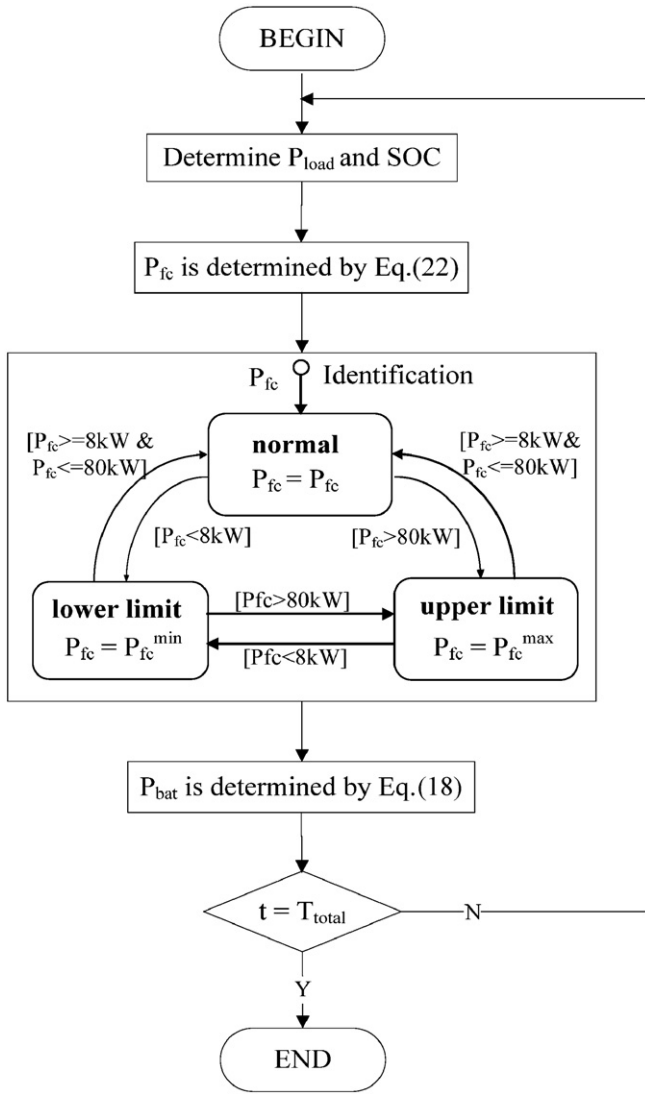 BEGIN
Determine P_load and SOC
P_fc is determined by Eq.(22)
P_fc Identification
[P_fc>=8kW &
P_fc<=80kW]
normal
P_fc = P_fc
[P_fc>=8kW&
P_fc<=80kW]
[P_fc<8kW]
[P_fc>80kW]
lower limit
P_fc = P_fc^min
[Pfc>80kW]
[Pfc<8kW]
upper limit
P_fc = P_fc^max
P_bat is determined by Eq.(18)
t = T_total
N
Y
END